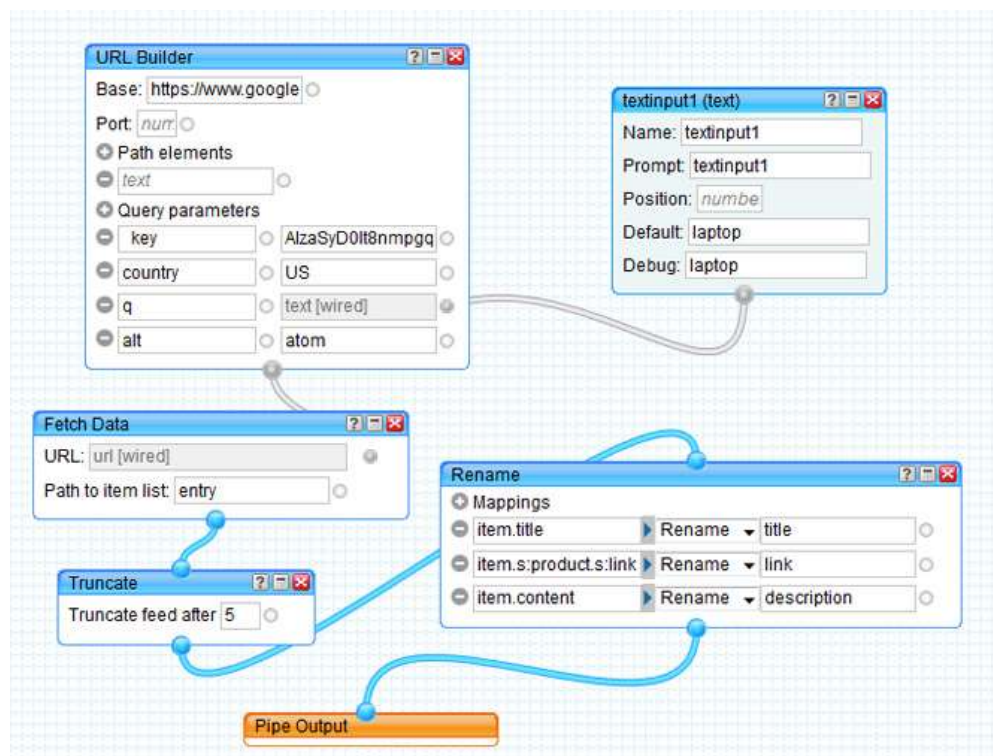 URL Builder
Base: https://www.google
Port: num
Path elements
text
Query parameters
key AIzaSyD0It8nmpgq
country US
q text [wired]
alt atom
textinput1 (text)
Name: textinput1
Prompt: textinput1
Position: numbe
Default: laptop
Debug: laptop
Fetch Data
URL: url [wired]
Path to item list: entry
Truncate
Truncate feed after 5
Rename
Mappings
item.title Rename title
item.s:product.s:link Rename link
item.content Rename description
Pipe Output